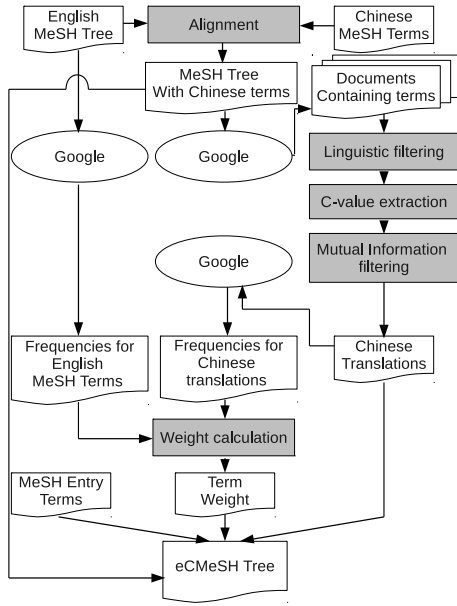 English
MeSH Tree
Alignment
Chinese
MeSH Terms
MeSH Tree
With Chinese terms
Documents
Containing terms
Google
Google
Linguistic filtering
C-value extraction
Mutual Information
filtering
Google
Frequencies for
English
MeSH Terms
Frequencies for
Chinese
translations
Chinese
Translations
Weight calculation
MeSH Entry
Terms
Term
Weight
eCMeSH Tree